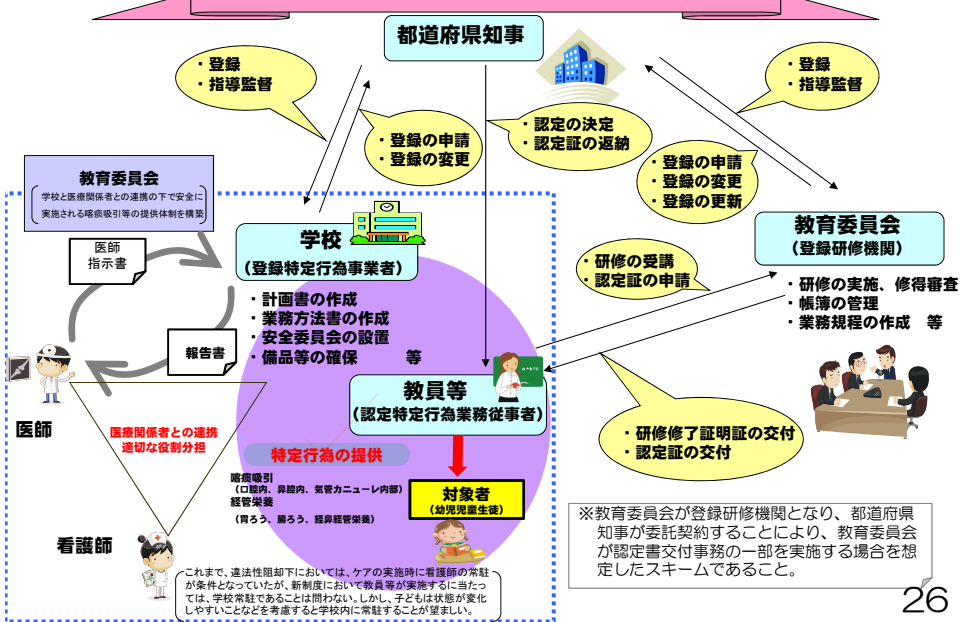 都道府県知事
・登録
・指導監督
・登録の申請
・登録の変更
・認定の決定
・認定証の返納
・登録
・指導監督
・登録の申請
・登録の変更
・登録の更新
教育委員会
学校と医療関係者との連携の下で安全に
実施される喀痰吸引等の提供体制を構築
医師
指示書
学校
(登録特定行為事業者)
・計画書の作成
・業務方法書の作成
・安全委員会の設置
・備品等の確保　　等
報告書
教育委員会
(登録研修機関)
・研修の実施、修得審査
・帳簿の管理
・業務規程の作成　等
・研修の受講
・認定証の申請
教員等
(認定特定行為業務従事者)
医師
医療関係者との連携
適切な役割分担
看護師
特定行為の提供
喀痰吸引
(口腔内、鼻腔内、気管カニューレ内部)
経管栄養
(胃ろう、腸ろう、経鼻経管栄養)
対象者
(幼児児童生徒)
・研修修了証明証の交付
・認定証の交付
これまで、違法性阻却下においては、ケアの実施時に看護師の常駐
が条件となっていたが、新制度において教員等が実施するに当たっ
ては、学校常駐であることは問わない。しかし、子どもは状態が変化
しやすいことなどを考慮すると学校内に常駐することが望ましい。
※教育委員会が登録研修機関となり、都道府県
知事が委託契約することにより、教育委員会
が認定書交付事務の一部を実施する場合を想
定したスキームであること。
26